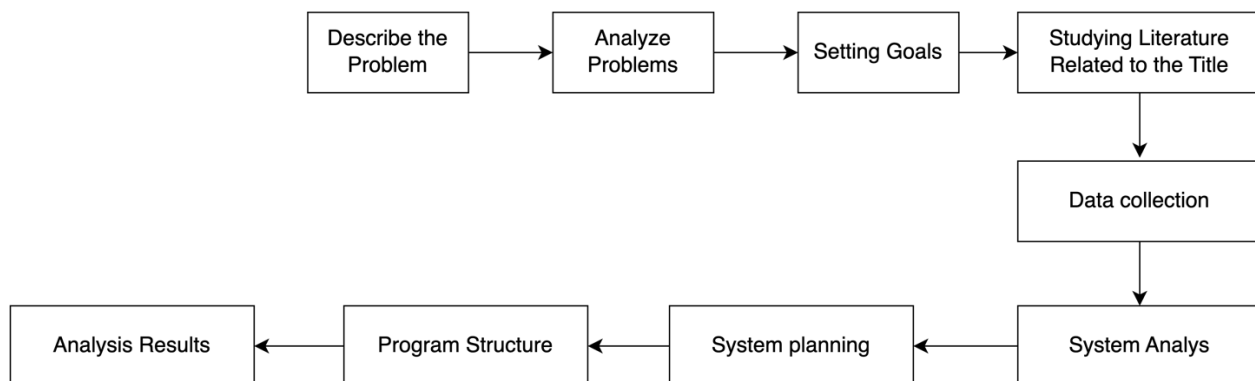 Describe the
Problem
Analyze
Problems
Setting Goals
Studying Literature
Related to the Title
Data collection
System Analys
System planning
Program Structure
Analysis Results